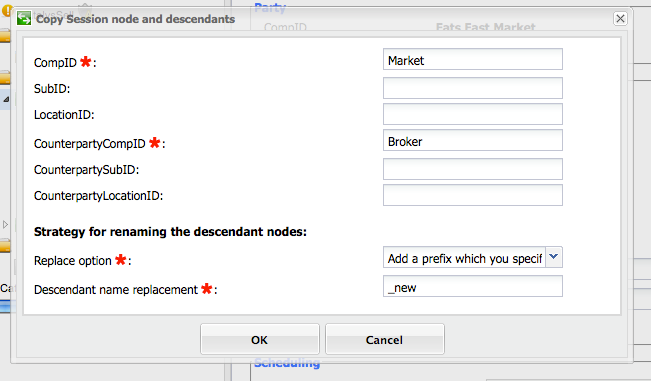 Copy Session node and descendants
Party
CompID Fats Fast Market
CompID *: Market
SubID:
LocationID:
CounterpartyCompID *: Broker
CounterpartySubID:
CounterpartyLocationID:
Strategy for renaming the descendant nodes:
Replace option *: Add a prefix which you specif
Descendant name replacement *: _new
Ca
OK Cancel
Scheduling